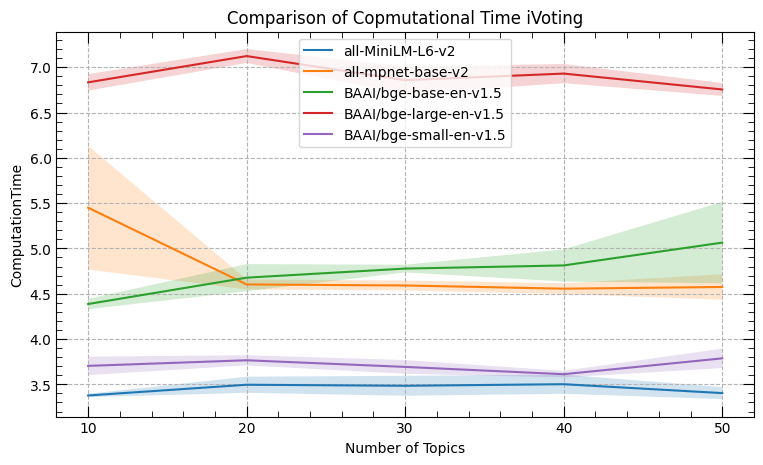 Comparison of Copmutational Time iVoting
all-MiniLM-L6-v2
all-mpnet-base-v2
BAAI/bge-base-en-v1.5
BAAI/bge-large-en-v1.5
BAAI/bge-small-en-v1.5
ComputationTime
7.0
6.5
6.0
5.5
5.0
4.5
4.0
3.5
10
20
30
40
50
Number of Topics